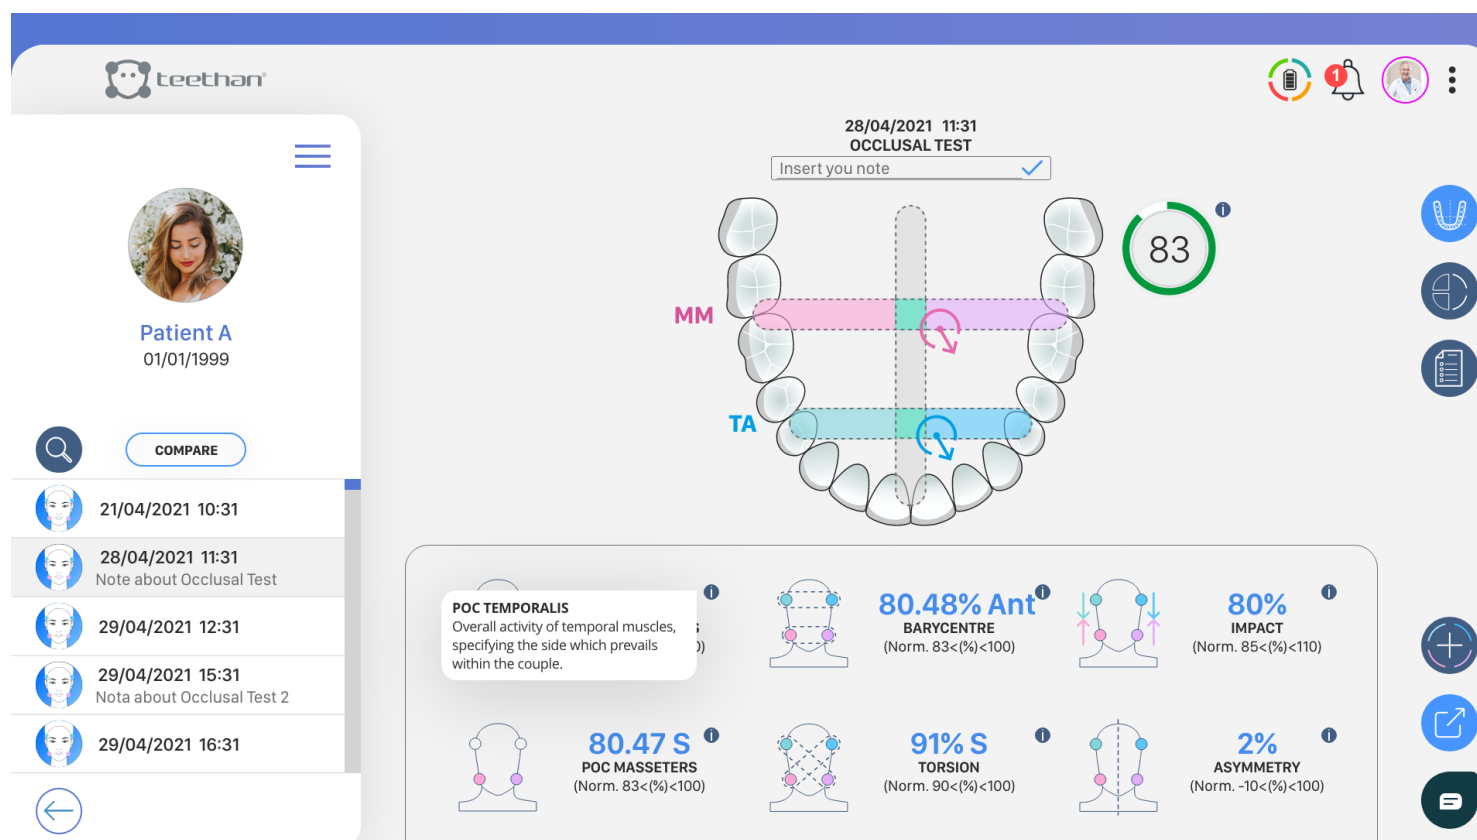 teethan®
1
28/04/2021 11:31
OCCLUSAL TEST
Insert you note
83
MM
TA
Patient A
01/01/1999
COMPARE
21/04/2021 10:31
28/04/2021 11:31
Note about Occlusal Test
29/04/2021 12:31
29/04/2021 15:31
Nota about Occlusal Test 2
29/04/2021 16:31
POC TEMPORALIS
Overall activity of temporal muscles,
specifying the side which prevails
within the couple.
80.48% Ant
BARYCENTRE
(Norm. 83<(%)<100)
80%
IMPACT
(Norm. 85<(%)<110)
80.47 S
POC MASSETERS
(Norm. 83<(%)<100)
91% S
TORSION
(Norm. 90<(%)<100)
2%
ASYMMETRY
(Norm. -10<(%)<100)